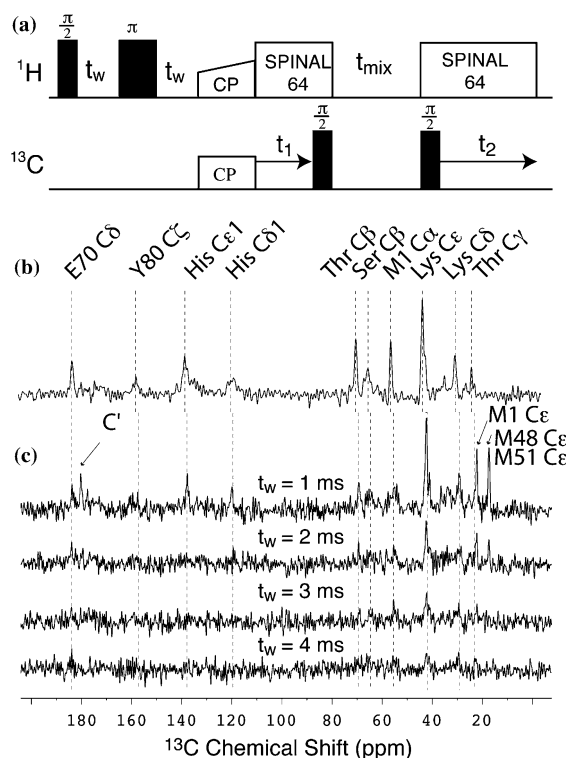 (a)
π/2 π
¹H t_w t_w CP SPINAL 64 t_mix SPINAL 64
π/2 π/2
¹³C CP t₁ t₂
(b) E70 Cδ Y80 Cζ His Cε1 His Cδ1 Thr Cβ Ser Cβ M1 Cα Lys Cε Lys Cδ Thr Cγ
C' M1 Cε
M48 Cε
(c) M51 Cε
t_w = 1 ms
t_w = 2 ms
t_w = 3 ms
t_w = 4 ms
180 160 140 120 100 80 60 40 20
¹³C Chemical Shift (ppm)